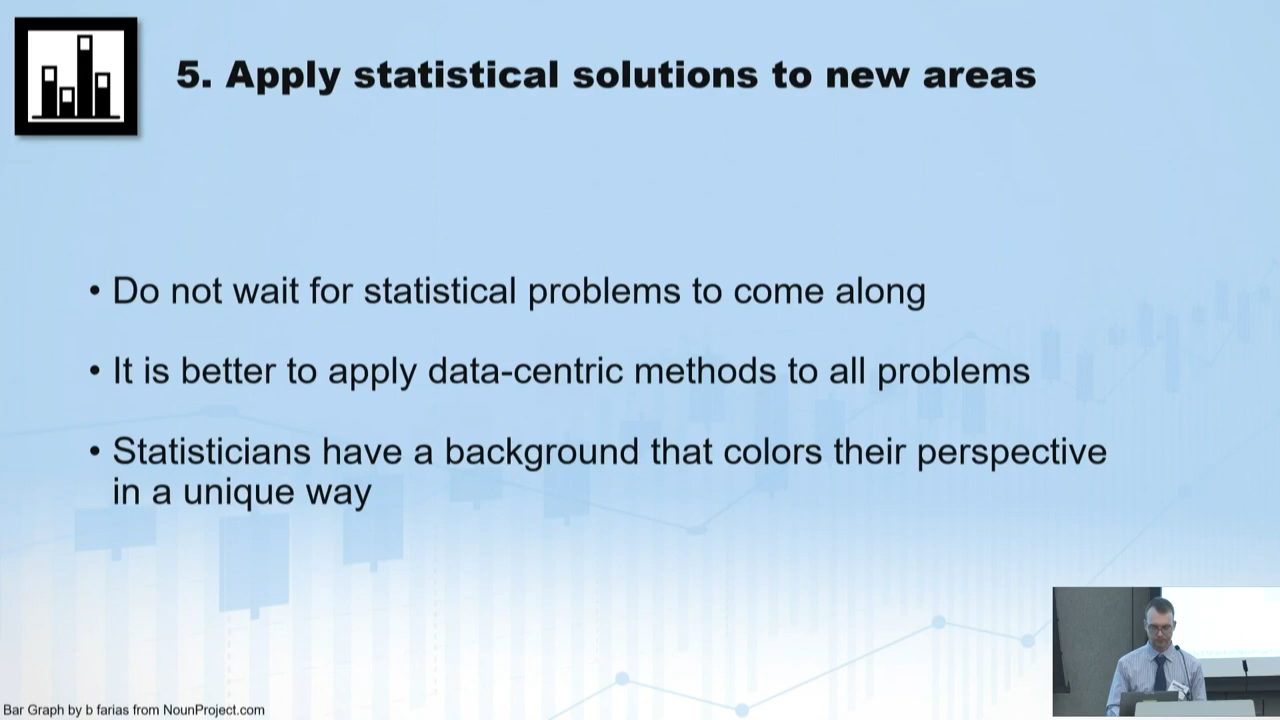 5. Apply statistical solutions to new areas
• Do not wait for statistical problems to come along
• It is better to apply data-centric methods to all problems
• Statisticians have a background that colors their perspective
in a unique way
Bar Graph by b farias from NounProject.com